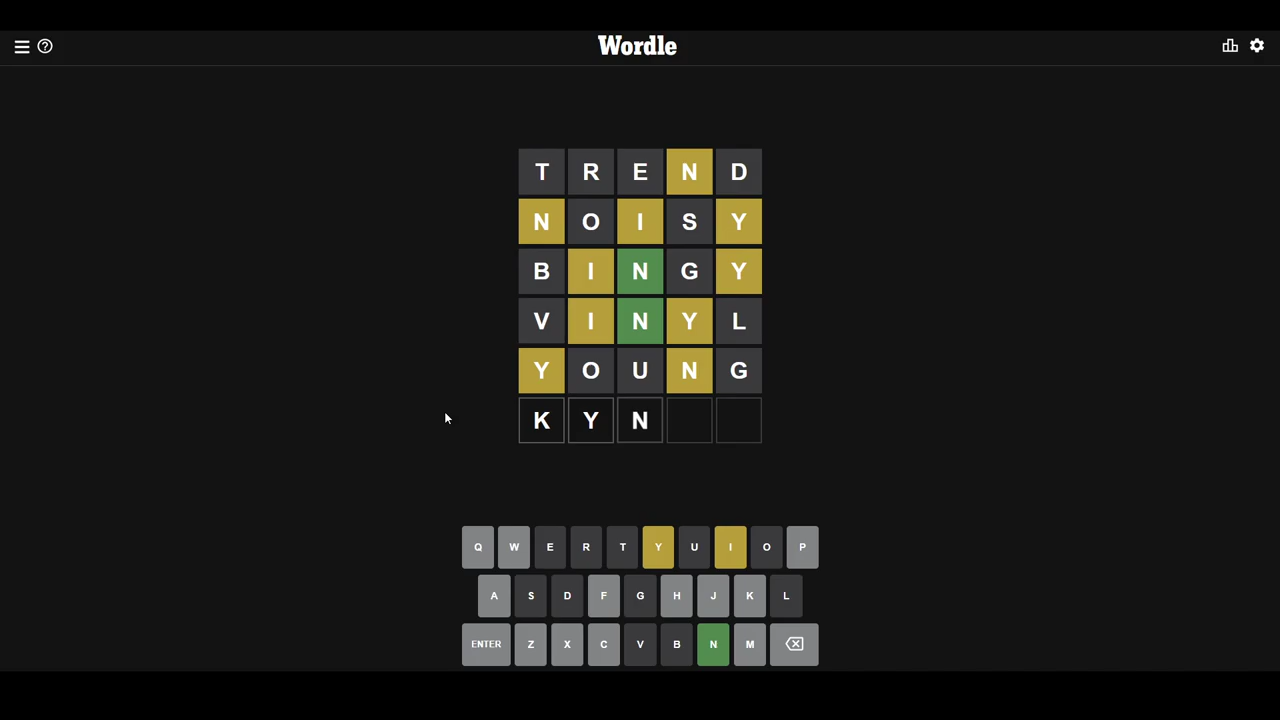 Wordle
T R E N D
N O I S Y
B I N G Y
V I N Y L
Y O U N G
K Y N
Q W E R T Y U I O P
A S D F G H J K L
ENTER Z X C V B N M